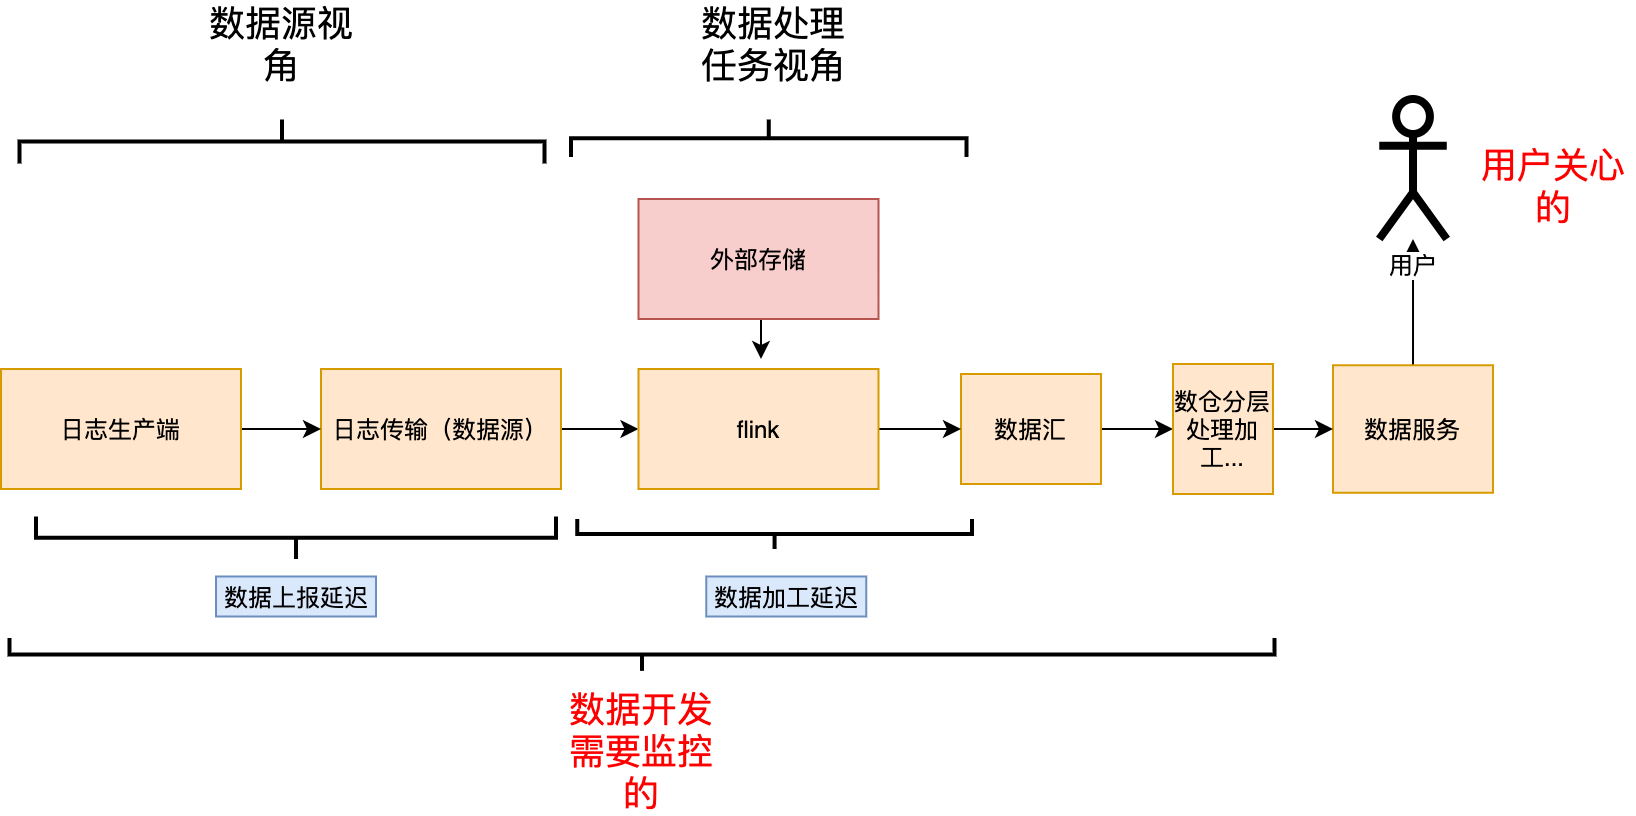 数据源视
角
数据处理
任务视角
用户关心
的
外部存储
用户
日志生产端
日志传输（数据源）
flink
数据汇
数仓分层
处理加
工...
数据服务
数据上报延迟
数据加工延迟
数据开发
需要监控
的